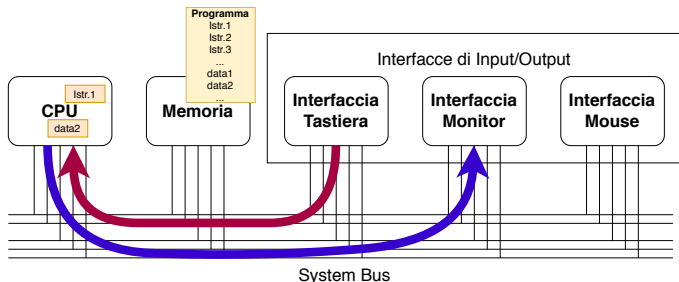 Programma
Istr.1
Istr.2
Istr.3
...
data1
data2
...
Interfacce di Input/Output
Istr.1
CPU
data2
Memoria
Interfaccia
Tastiera
Interfaccia
Monitor
Interfaccia
Mouse
System Bus